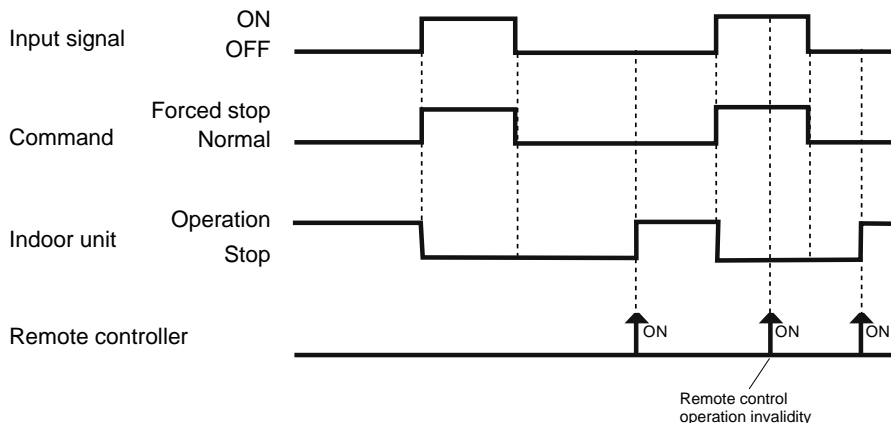 ON
Input signal
OFF
Forced stop
Command
Normal
Operation
Indoor unit
Stop
Remote controller
ON
ON
ON
Remote control
operation invalidity